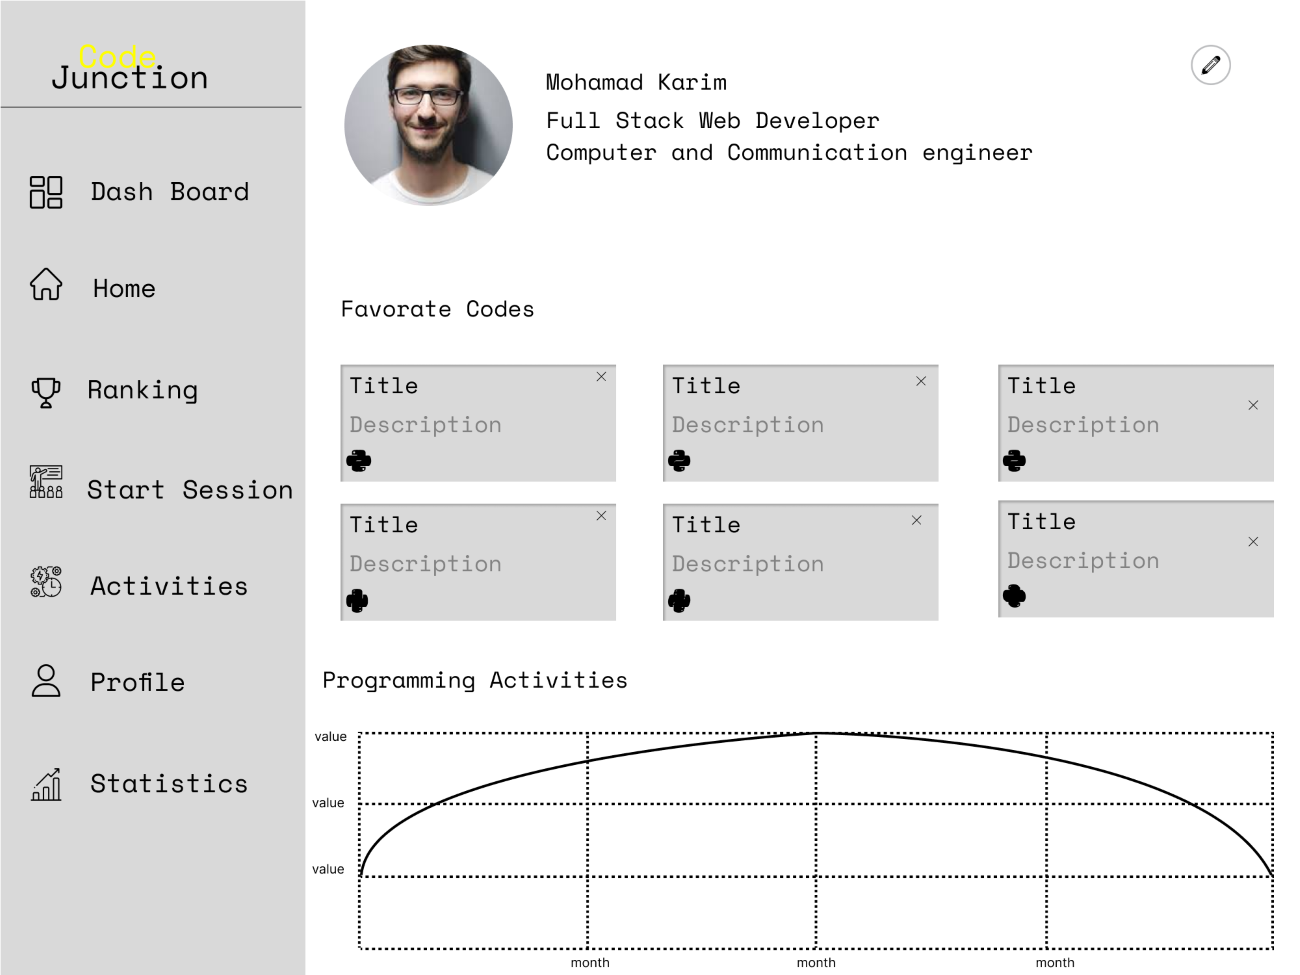 Code
Junction
Dash Board
Home
Ranking
Start Session
Activities
Profile
Statistics
Mohamad Karim
Full Stack Web Developer
Computer and Communication engineer
Favorate Codes
Title
Description
Title
Description
Title
Description
Title
Description
Title
Description
Title
Description
Programming Activities
value
value
value
month month month